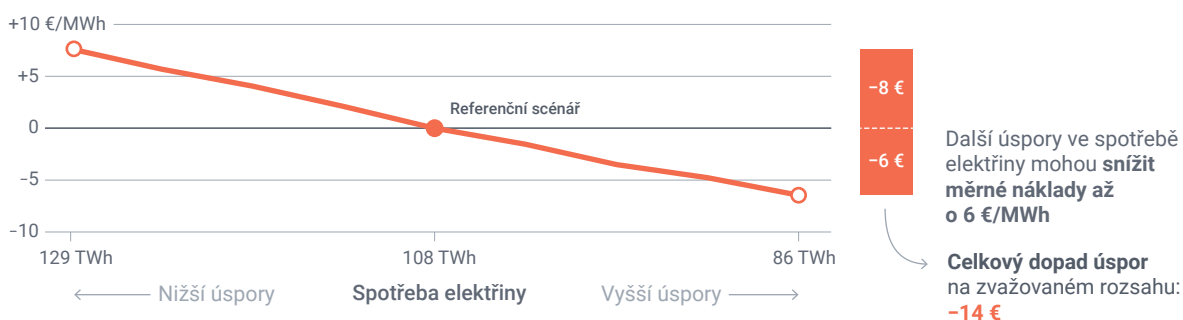 +10 €/MWh
+5
0
−5
−10
Referenční scénář
129 TWh
108 TWh
86 TWh
Nižší úspory
Spotřeba elektřiny
Vyšší úspory
−8 €
−6 €
Další úspory ve spotřebě
elektřiny mohou snížit
měrné náklady až
o 6 €/MWh
Celkový dopad úspor
na zvažovaném rozsahu:
−14 €